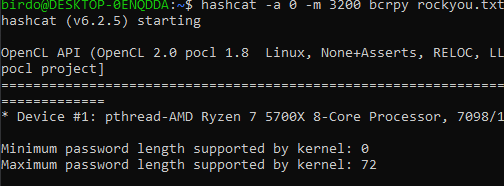 birdo@DESKTOP-0ENQDDA:~$ hashcat -a 0 -m 3200 bcrpy rockyou.txt
hashcat (v6.2.5) starting
OpenCL API (OpenCL 2.0 pocl 1.8  Linux, None+Asserts, RELOC, LL
pocl project]
===============================================================
=============
* Device #1: pthread-AMD Ryzen 7 5700X 8-Core Processor, 7098/1
Minimum password length supported by kernel: 0
Maximum password length supported by kernel: 72